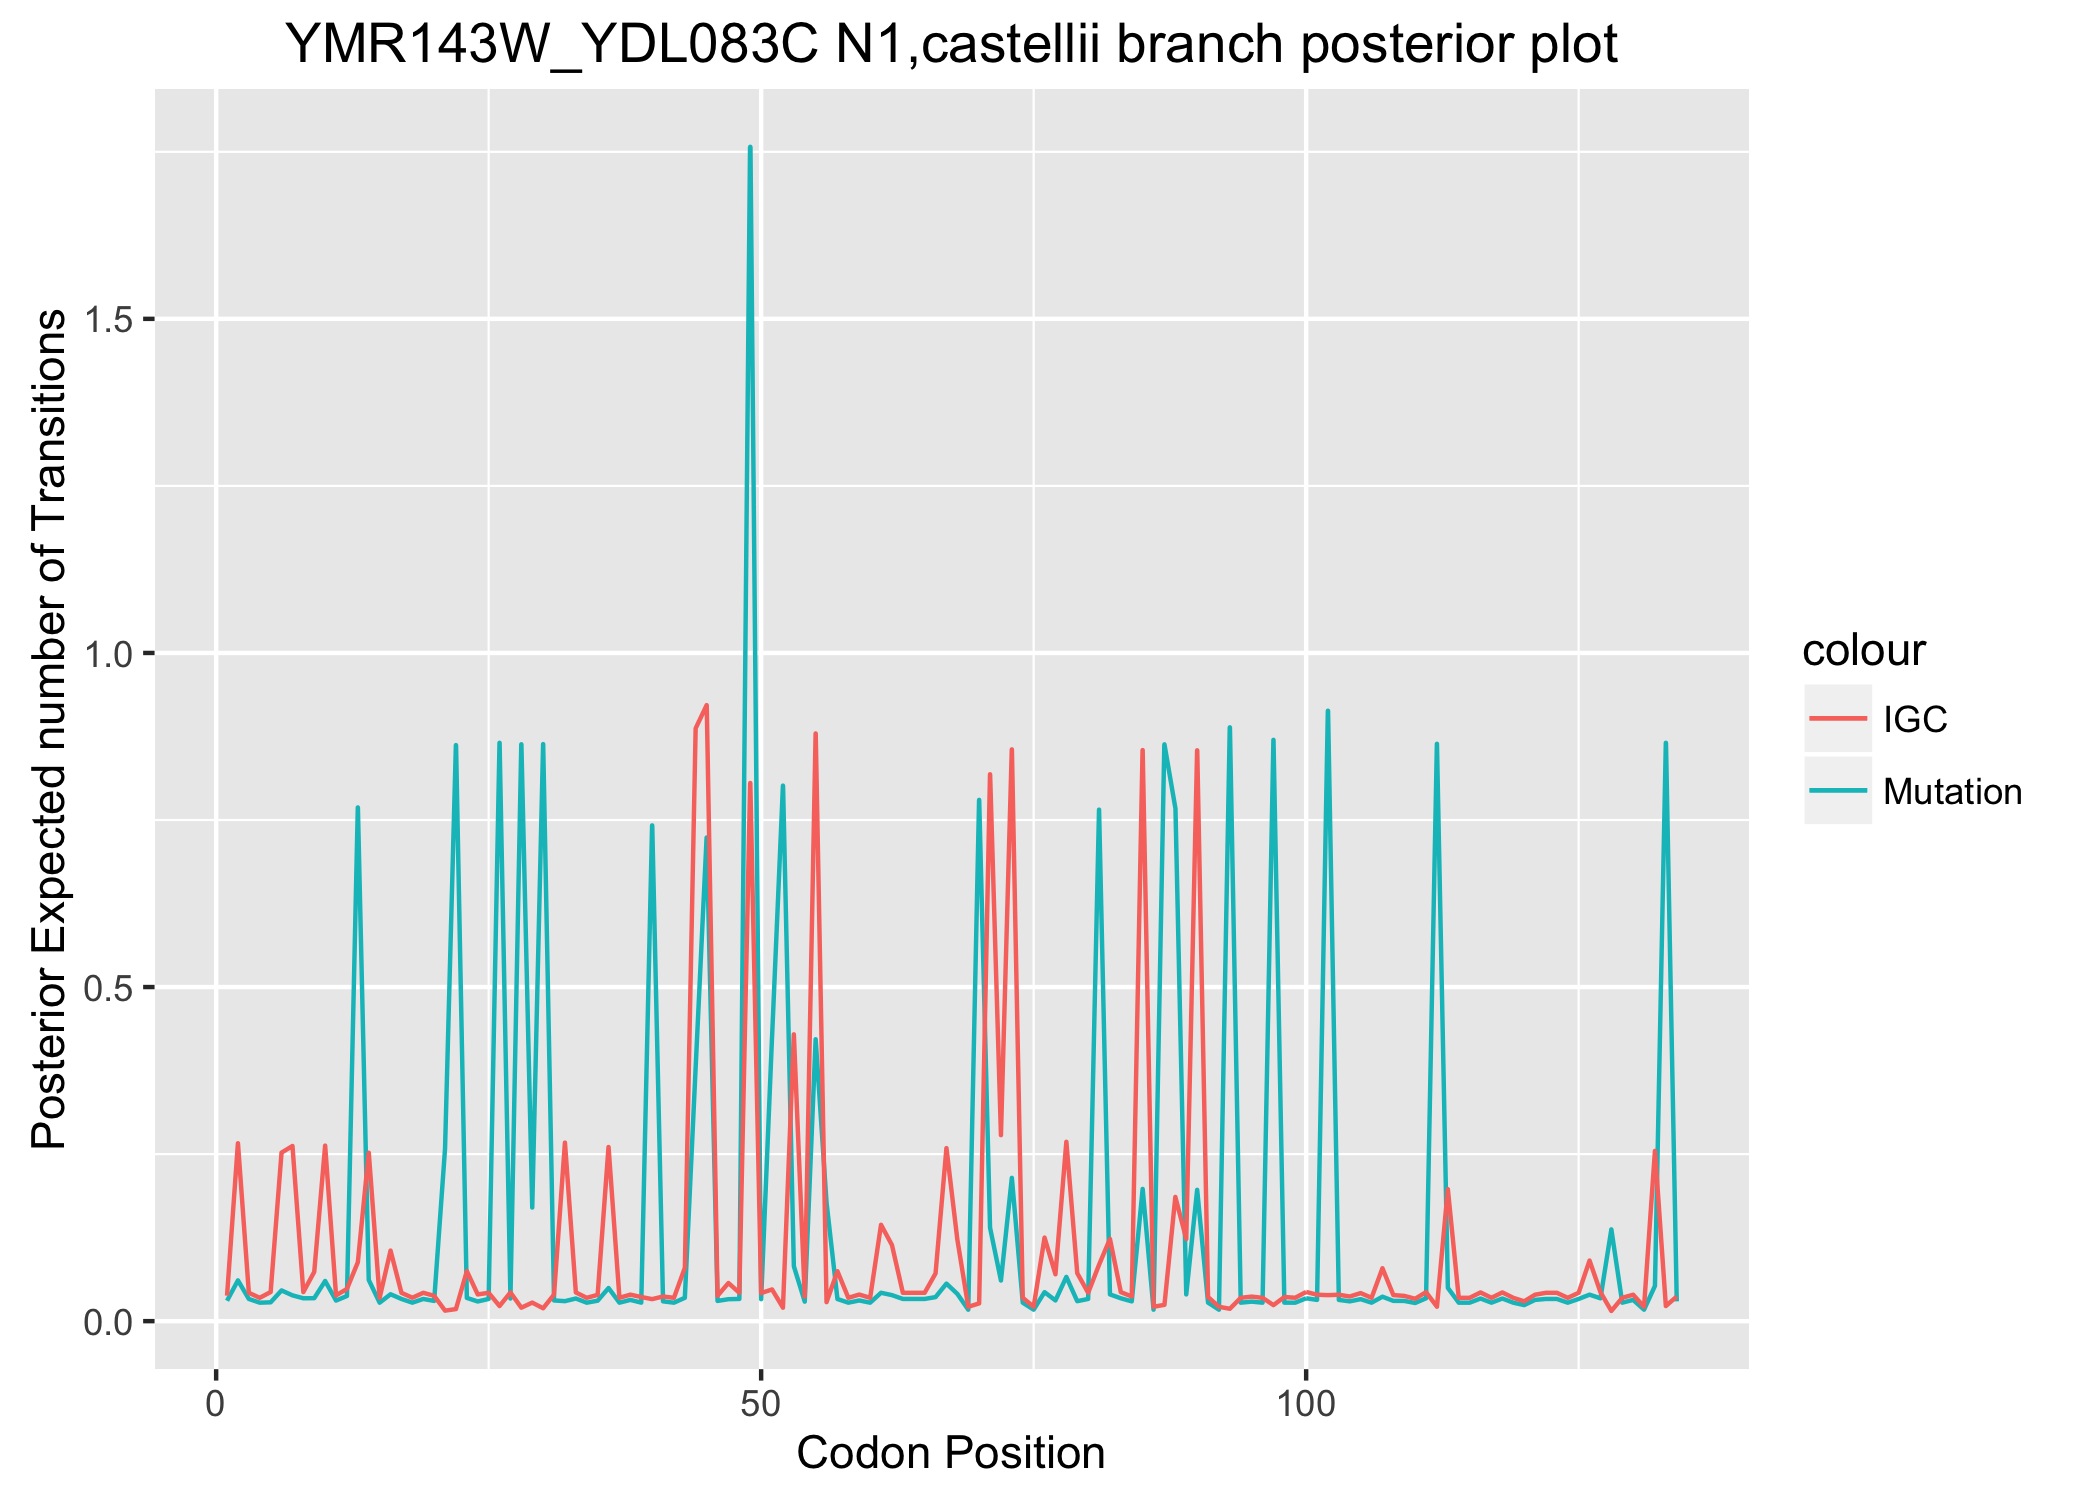 YMR143W_YDL083C N1,castellii branch posterior plot
Posterior Expected number of Transitions
1.5
1.0
0.5
0.0
0
50
100
Codon Position
colour
IGC
Mutation